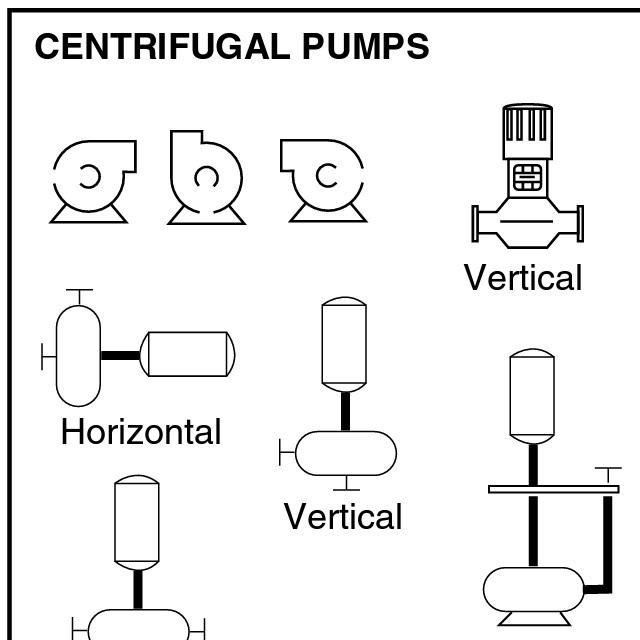 CENTRIFUGAL PUMPS
Vertical
Horizontal
Vertical